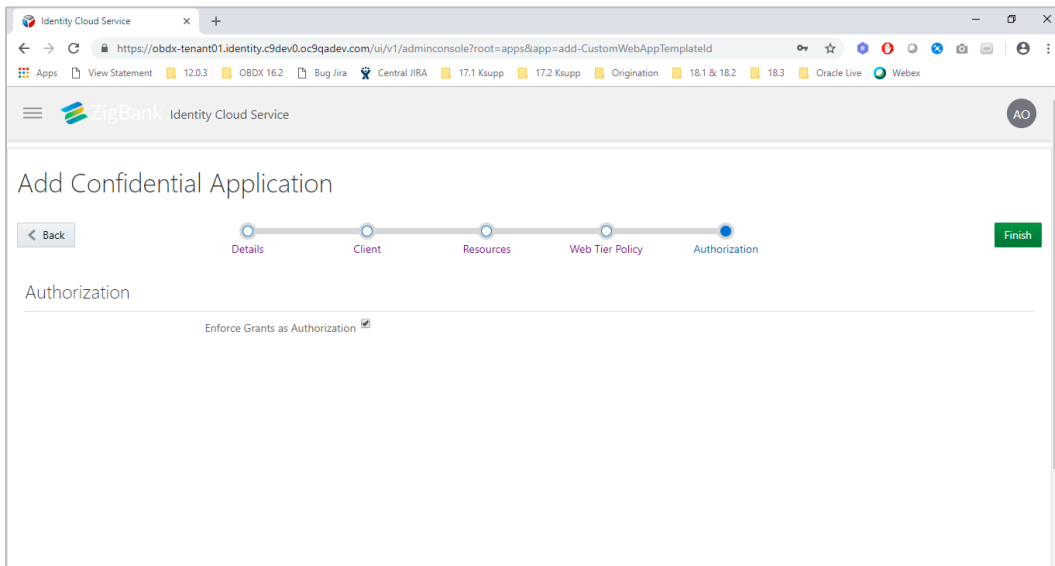 Identity Cloud Service
https://obdx-tenant01.identity.c9dev0.oc9qadev.com/ui/v1/adminconsole?root=apps&app=add-CustomWebAppTemplateId
Apps View Statement 12.0.3 OBDX 16.2 Bug Jira Central JIRA 17.1 Ksupp 17.2 Ksupp Origination 18.1 & 18.2 18.3 Oracle Live Webex
ZigBank Identity Cloud Service AO
Add Confidential Application
Back
Details Client Resources Web Tier Policy Authorization
Finish
Authorization
Enforce Grants as Authorization